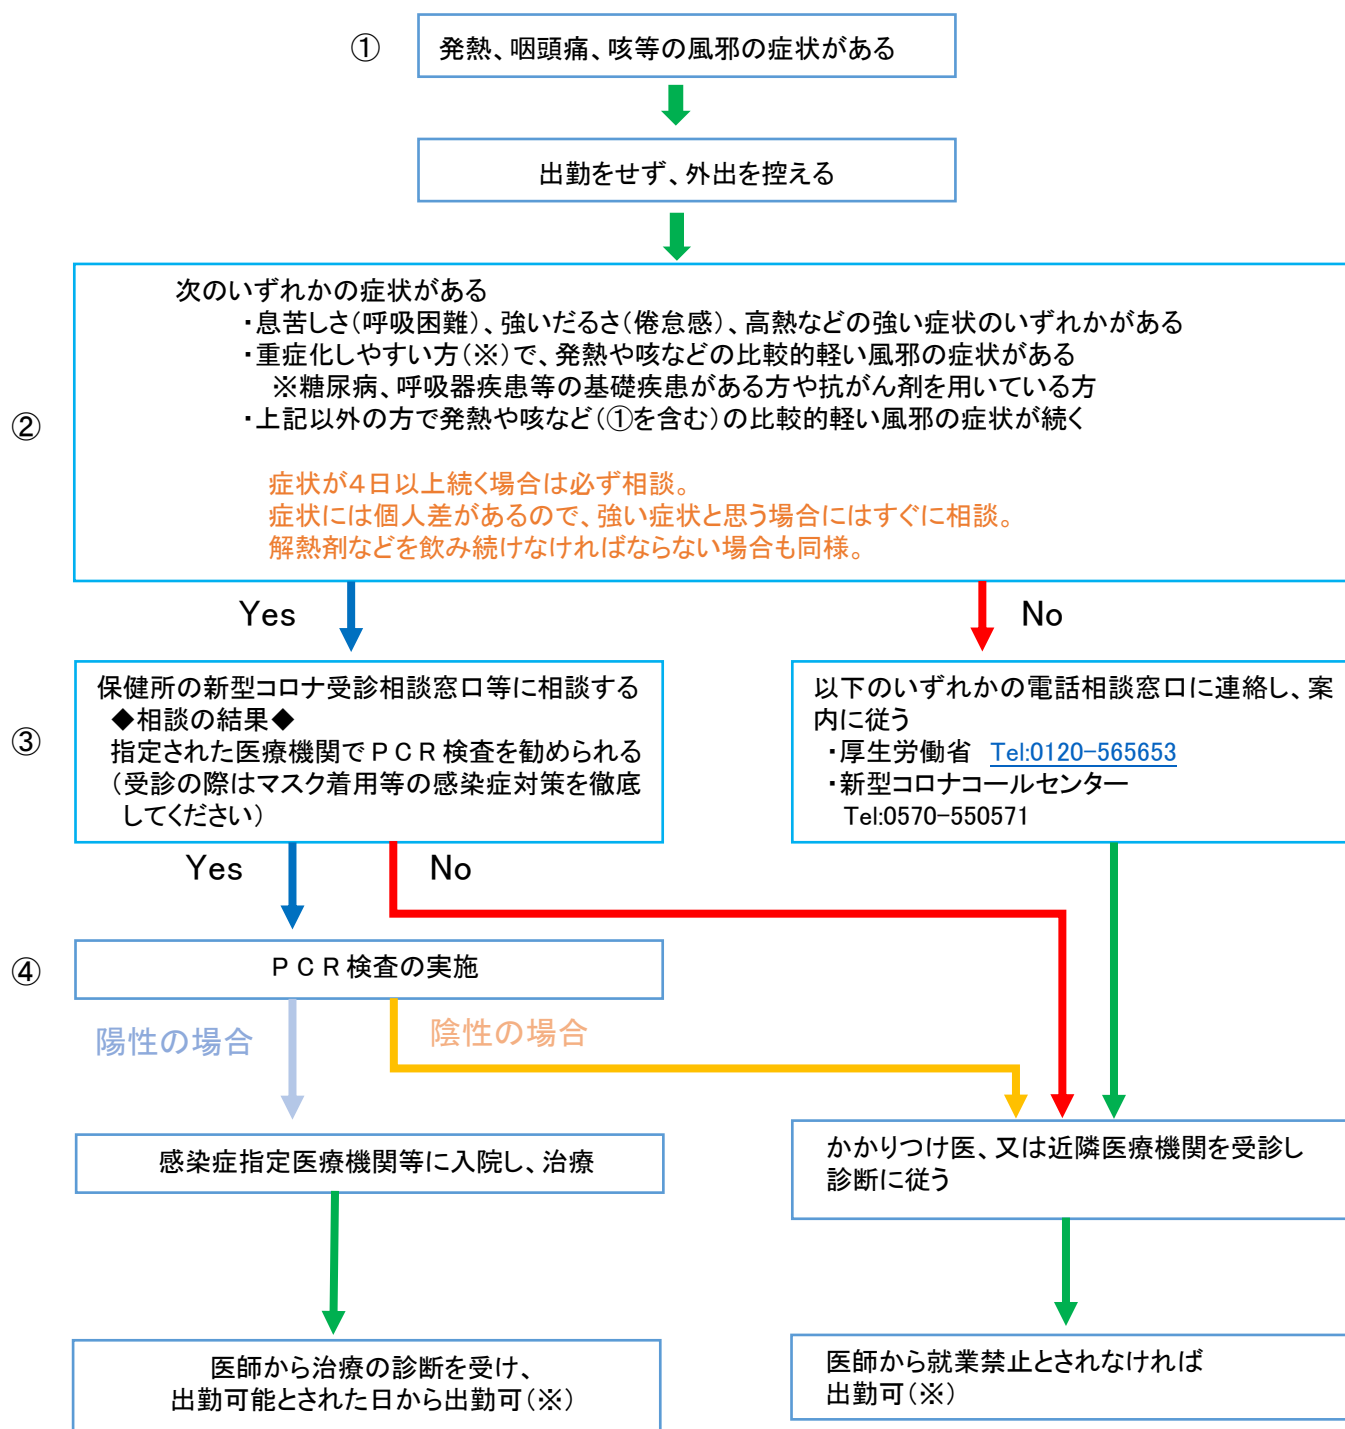 ① 発熱、咽頭痛、咳等の風邪の症状がある
出勤をせず、外出を控える
次のいずれかの症状がある
・息苦しさ(呼吸困難)、強いだるさ(倦怠感)、高熱などの強い症状のいずれかがある
・重症化しやすい方(※)で、発熱や咳などの比較的軽い風邪の症状がある
※糖尿病、呼吸器疾患等の基礎疾患がある方や抗がん剤を用いている方
・上記以外の方で発熱や咳など(①を含む)の比較的軽い風邪の症状が続く
②
症状が4日以上続く場合は必ず相談。
症状には個人差があるので、強い症状と思う場合にはすぐに相談。
解熱剤などを飲み続けなければならない場合も同様。
Yes
No
③
保健所の新型コロナ受診相談窓口等に相談する
◆相談の結果◆
指定された医療機関でPCR検査を勧められる
(受診の際はマスク着用等の感染症対策を徹底
してください)
以下のいずれかの電話相談窓口に連絡し、案
内に従う
・厚生労働省 Tel:0120-565653
・新型コロナコールセンター
Tel:0570-550571
Yes
No
④
PCR検査の実施
陽性の場合
陰性の場合
感染症指定医療機関等に入院し、治療
かかりつけ医、又は近隣医療機関を受診し
診断に従う
医師から治療の診断を受け、
出勤可能とされた日から出勤可(※)
医師から就業禁止とされなければ
出勤可(※)